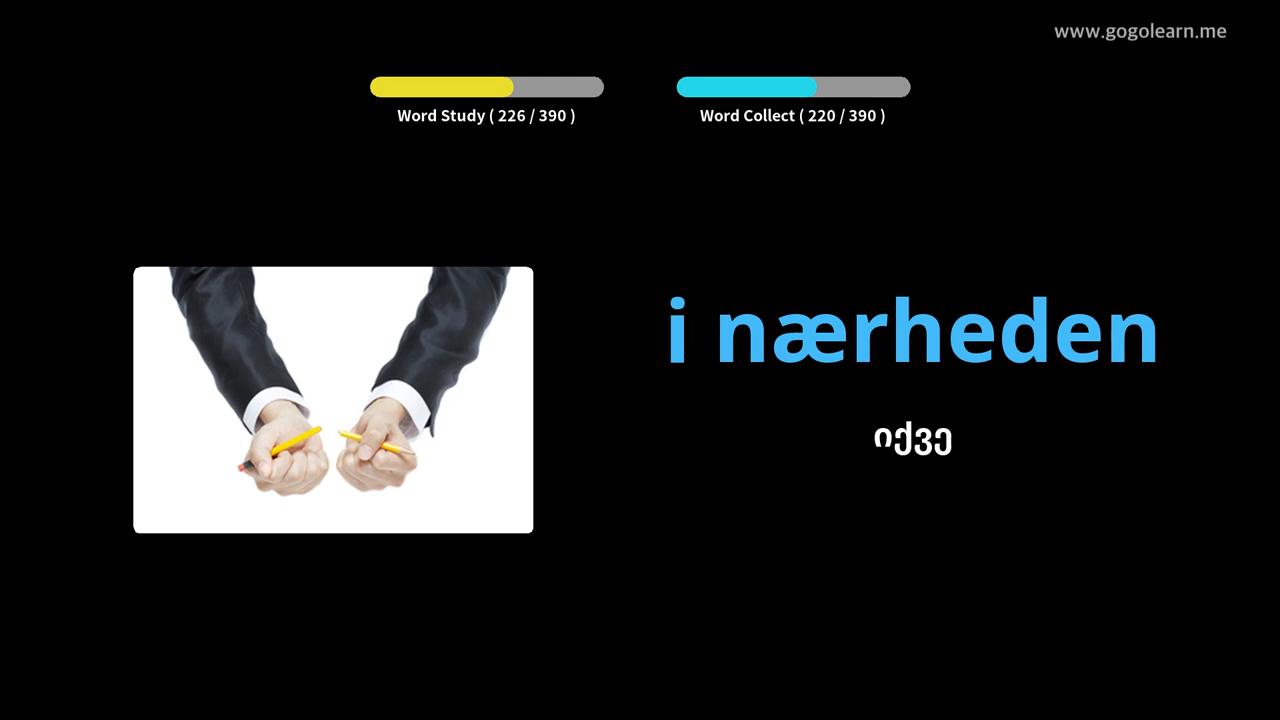 www.gogolearn.me
Word Study ( 226 / 390 )
Word Collect ( 220 / 390 )
i nærheden
იქვე